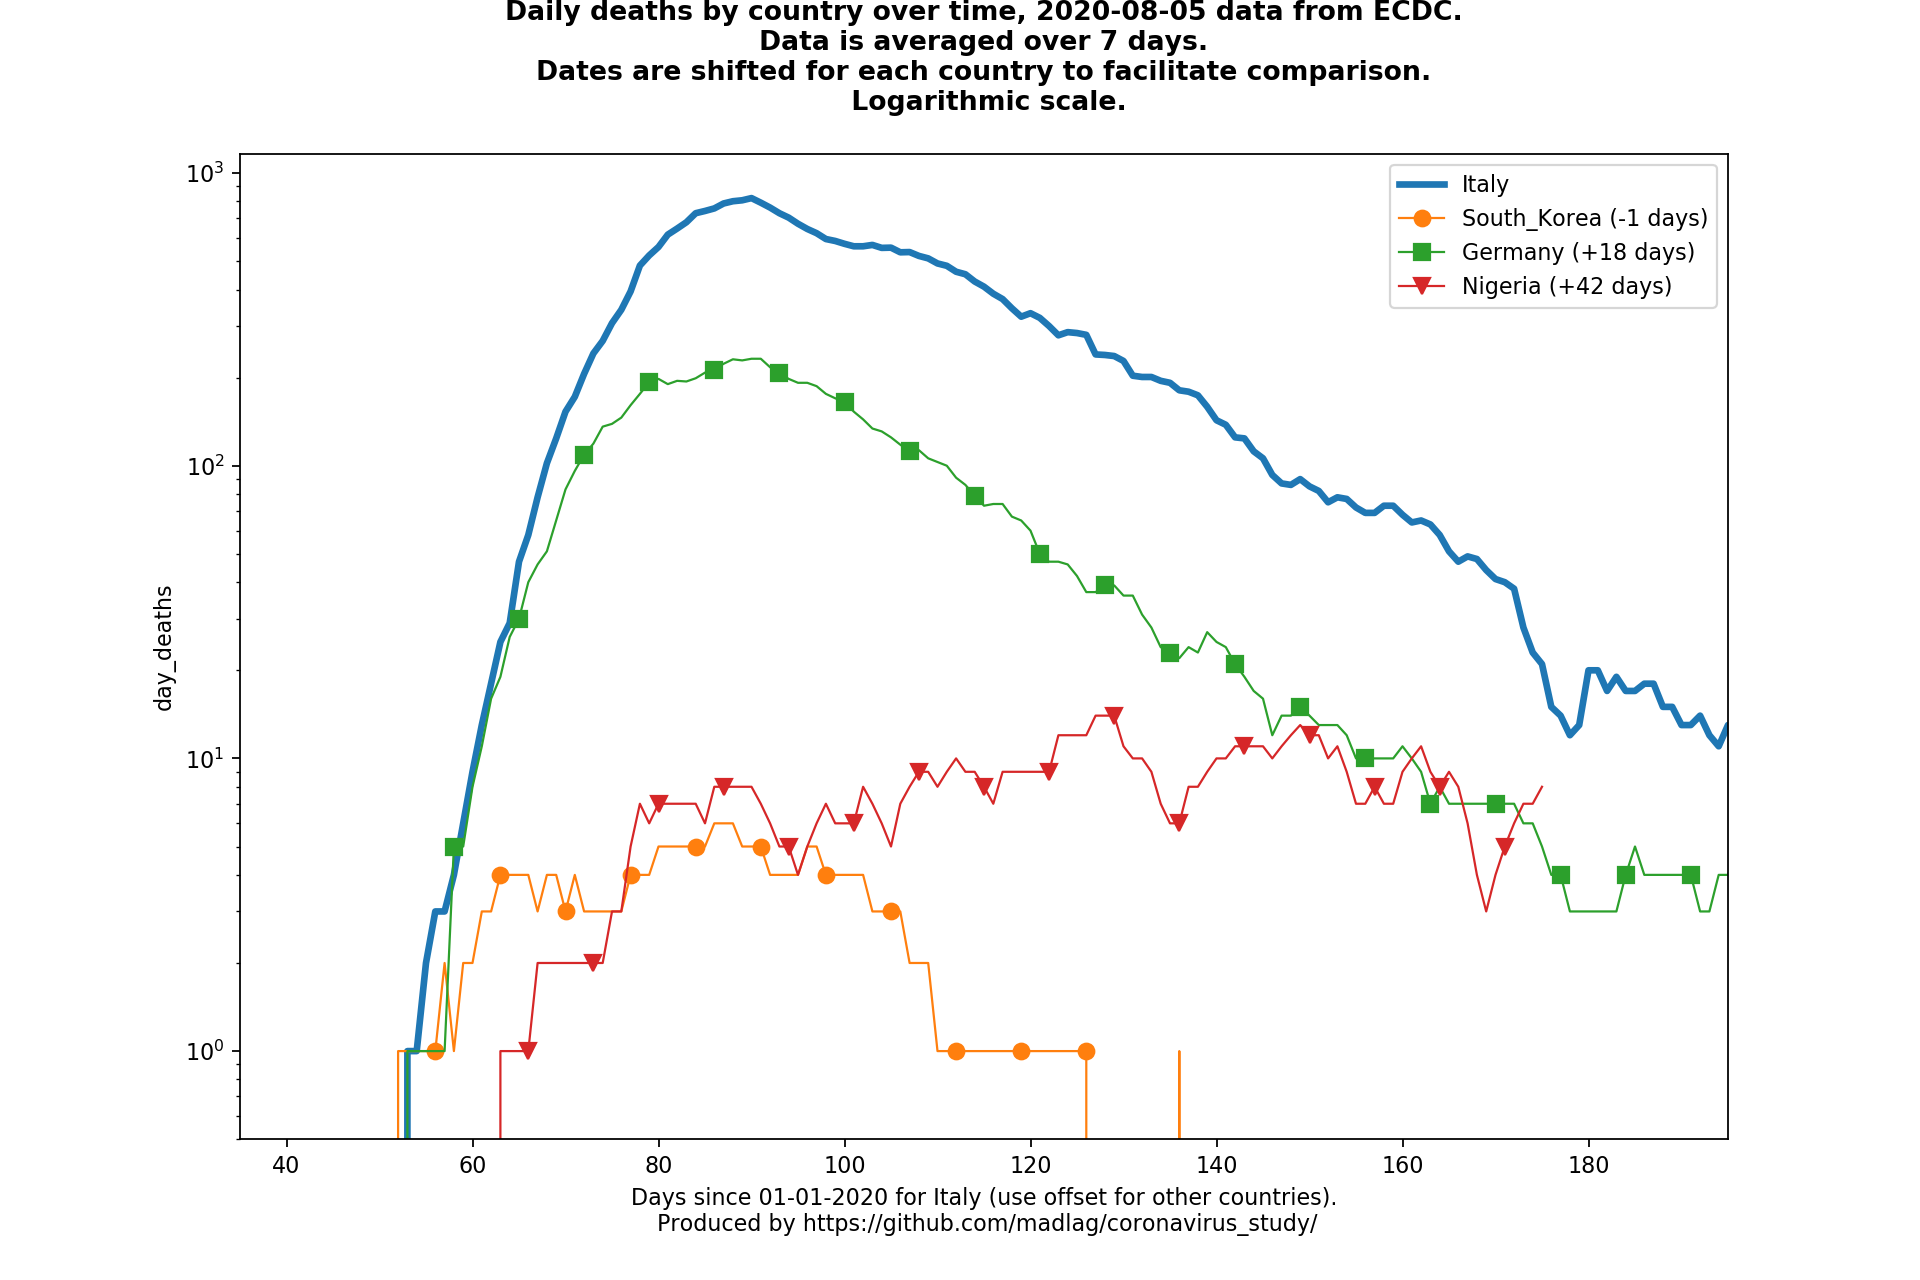 Daily deaths by country over time, 2020-08-05 data from ECDC.
Data is averaged over 7 days.
Dates are shifted for each country to facilitate comparison.
Logarithmic scale.
10³
10²
10¹
10⁰
day_deaths
Italy
South_Korea (-1 days)
Germany (+18 days)
Nigeria (+42 days)
40 60 80 100 120 140 160 180
Days since 01-01-2020 for Italy (use offset for other countries).
Produced by https://github.com/madlag/coronavirus_study/